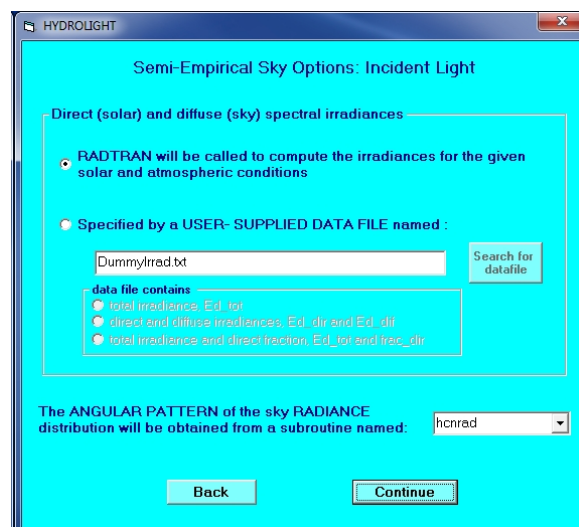 HYDROLIGHT
Semi-Empirical Sky Options: Incident Light
Direct (solar) and diffuse (sky) spectral irradiances
RADTRAN will be called to compute the irradiances for the given
solar and atmospheric conditions
Specified by a USER- SUPPLIED DATA FILE named :
DummyIrrad.txt
Search for
datafile
data file contains
total irradiance, Ed_tot
direct and diffuse irradiances, Ed_dir and Ed_dif
total irradiance and direct fraction, Ed_tot and frac_dir
The ANGULAR PATTERN of the sky RADIANCE
distribution will be obtained from a subroutine named:
hcnrad
Back
Continue